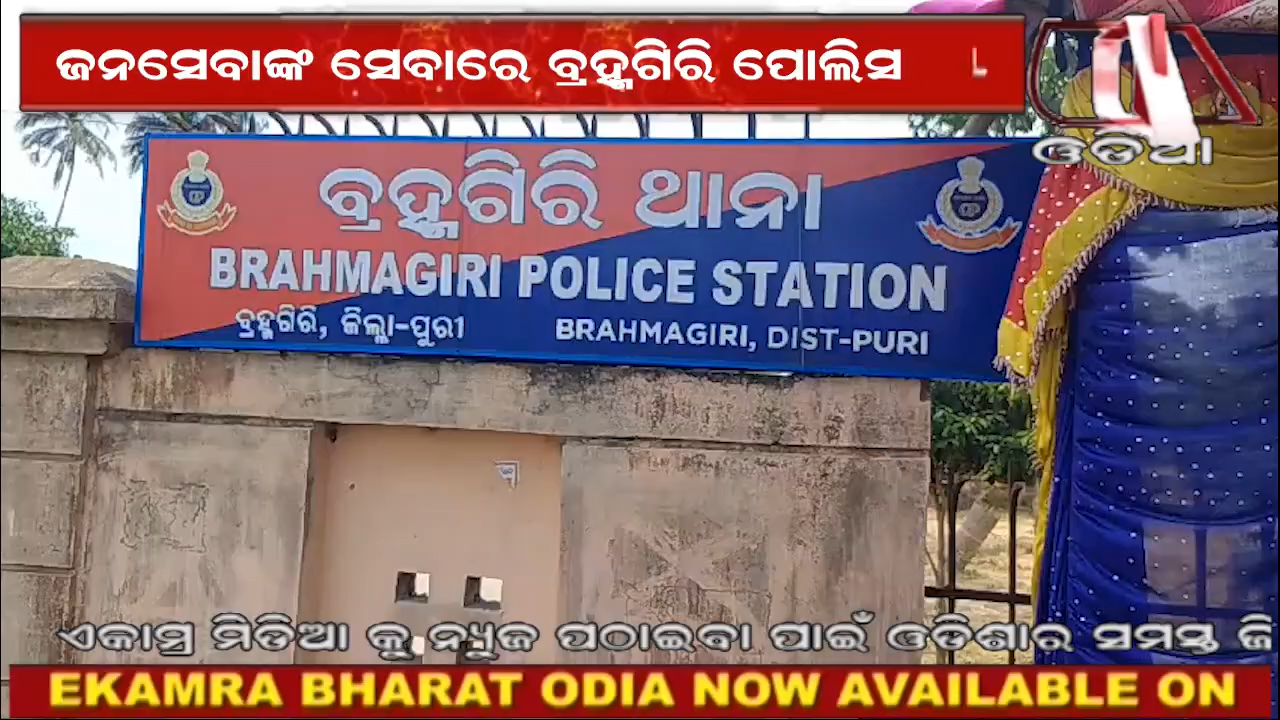 ଜନସେବାଙ୍କ ସେବାରେ ବ୍ରହ୍ମଗିରି ପୋଲିସ
ଓଡିଆ
ବ୍ରହ୍ମଗିରି ଥାନା
BRAHMAGIRI POLICE STATION
ବ୍ରହ୍ମଗିରି, ଜିଲ୍ଲା-ପୁରୀ
BRAHMAGIRI, DIST-PURI
ଏକାମ୍ର ମିଡିଆ କୁ ନ୍ୟୁଜ ପଠାଇବା ପାଇଁ ଓଡିଶାର ସମସ୍ତ ଜି
EKAMRA BHARAT ODIA NOW AVAILABLE ON